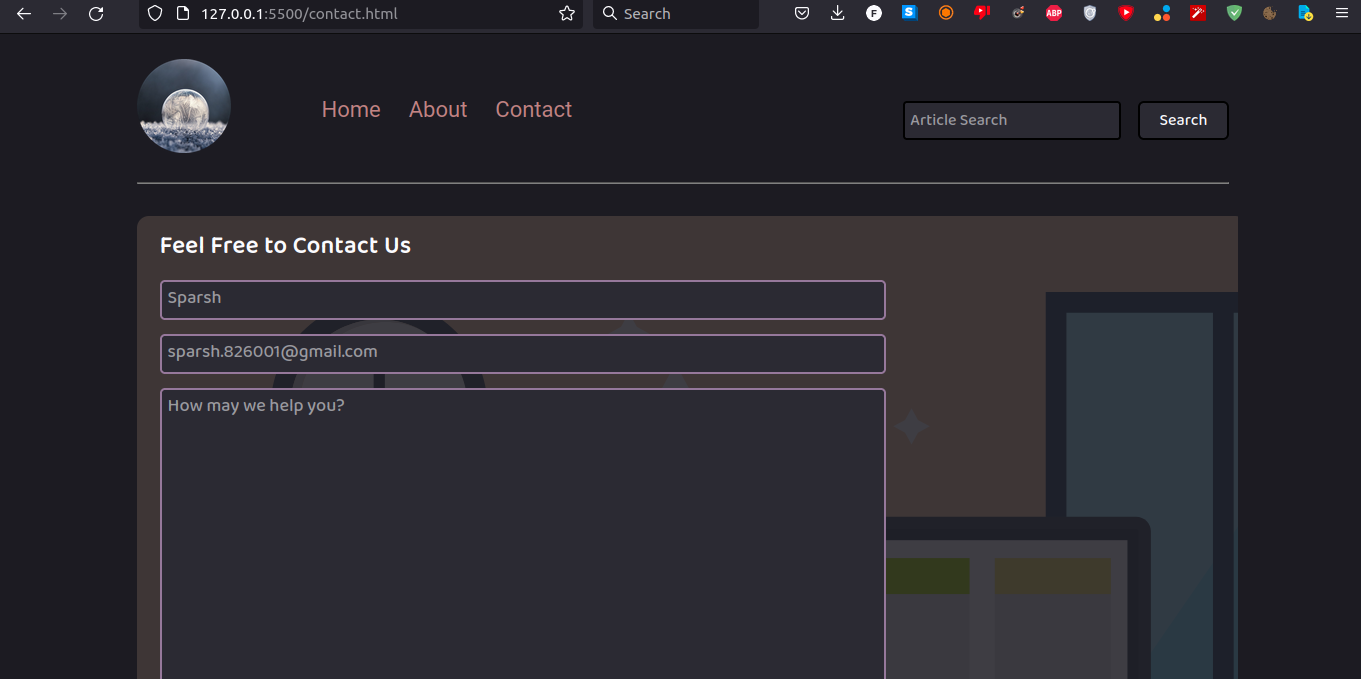 127.0.0.1:5500/contact.html Search F S ABP
Home About Contact Article Search Search
Feel Free to Contact Us
Sparsh
sparsh.826001@gmail.com
How may we help you?